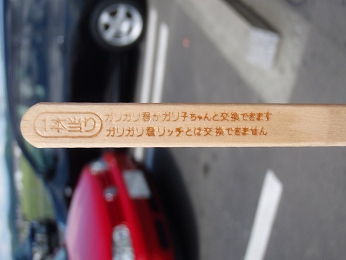 一本当り
ガリガリ君かガリ子ちゃんと交換できます
ガリガリ君リッチとは交換できません